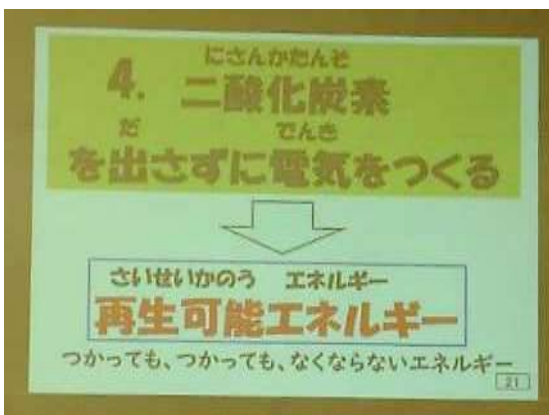 にさんかたんそ
4. 二酸化炭素
だ でんき
を出さずに電気をつくる
さいせいかのう エネルギー
再生可能エネルギー
つかっても、つかっても、なくならないエネルギー
21